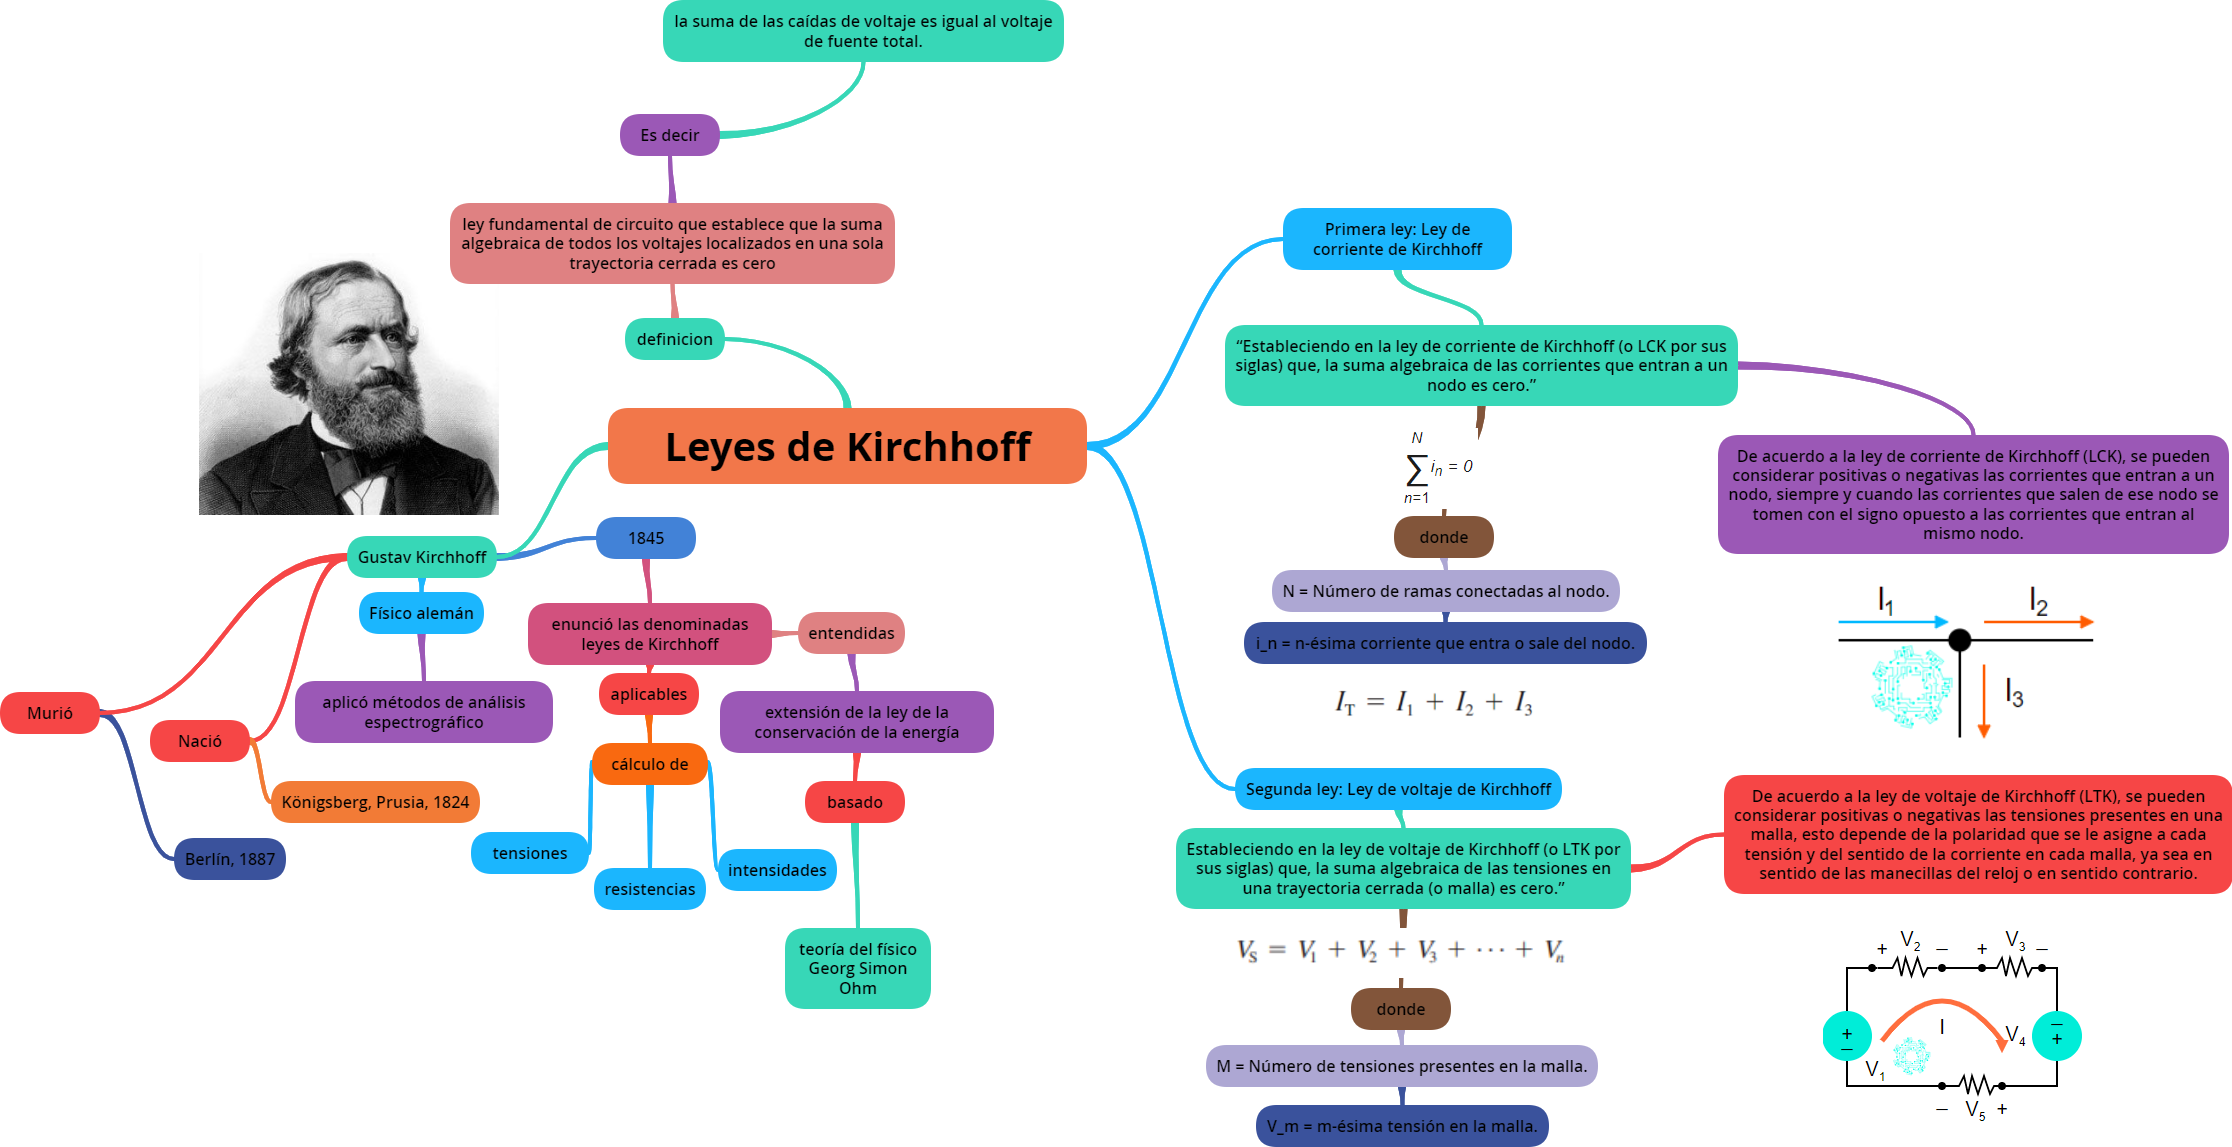 la suma de las caídas de voltaje es igual al voltaje
de fuente total.
Es decir
ley fundamental de circuito que establece que la suma
algebraica de todos los voltajes localizados en una sola
trayectoria cerrada es cero
definicion
Leyes de Kirchhoff
Gustav Kirchhoff
1845
Físico alemán
aplicó métodos de análisis
espectrográfico
Murió
Nació
Königsberg, Prusia, 1824
Berlín, 1887
enunció las denominadas
leyes de Kirchhoff
entendidas
aplicables
extensión de la ley de la
conservación de la energía
cálculo de
basado
tensiones
resistencias
intensidades
teoría del físico
Georg Simon
Ohm
Primera ley: Ley de
corriente de Kirchhoff
“Estableciendo en la ley de corriente de Kirchhoff (o LCK por sus
siglas) que, la suma algebraica de las corrientes que entran a un
nodo es cero.”
N
∑ i_n = 0
n=1
donde
N = Número de ramas conectadas al nodo.
i_n = n-ésima corriente que entra o sale del nodo.
I_T = I_1 + I_2 + I_3
De acuerdo a la ley de corriente de Kirchhoff (LCK), se pueden
considerar positivas o negativas las corrientes que entran a un
nodo, siempre y cuando las corrientes que salen de ese nodo se
tomen con el signo opuesto a las corrientes que entran al
mismo nodo.
I_1
I_2
I_3
Segunda ley: Ley de voltaje de Kirchhoff
Estableciendo en la ley de voltaje de Kirchhoff (o LTK por
sus siglas) que, la suma algebraica de las tensiones en
una trayectoria cerrada (o malla) es cero.”
V_S = V_1 + V_2 + V_3 + ··· + V_n
donde
M = Número de tensiones presentes en la malla.
V_m = m-ésima tensión en la malla.
De acuerdo a la ley de voltaje de Kirchhoff (LTK), se pueden
considerar positivas o negativas las tensiones presentes en una
malla, esto depende de la polaridad que se le asigne a cada
tensión y del sentido de la corriente en cada malla, ya sea en
sentido de las manecillas del reloj o en sentido contrario.
+ V_2 − + V_3 −
+
−
I
V_4
−
+
V_1
− V_5 +